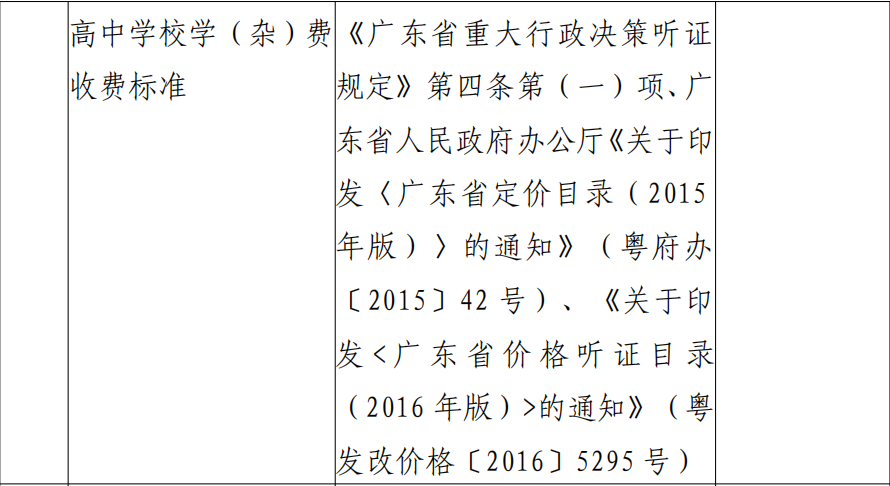 高中学校学（杂）费
收费标准
《广东省重大行政决策听证
规定》第四条第（一）项、广
东省人民政府办公厅《关于印
发〈广东省定价目录（2015
年版）〉的通知》（粤府办
〔2015〕42 号）、《关于印
发<广东省价格听证目录
（2016 年版）>的通知》（粤
发改价格〔2016〕5295 号）